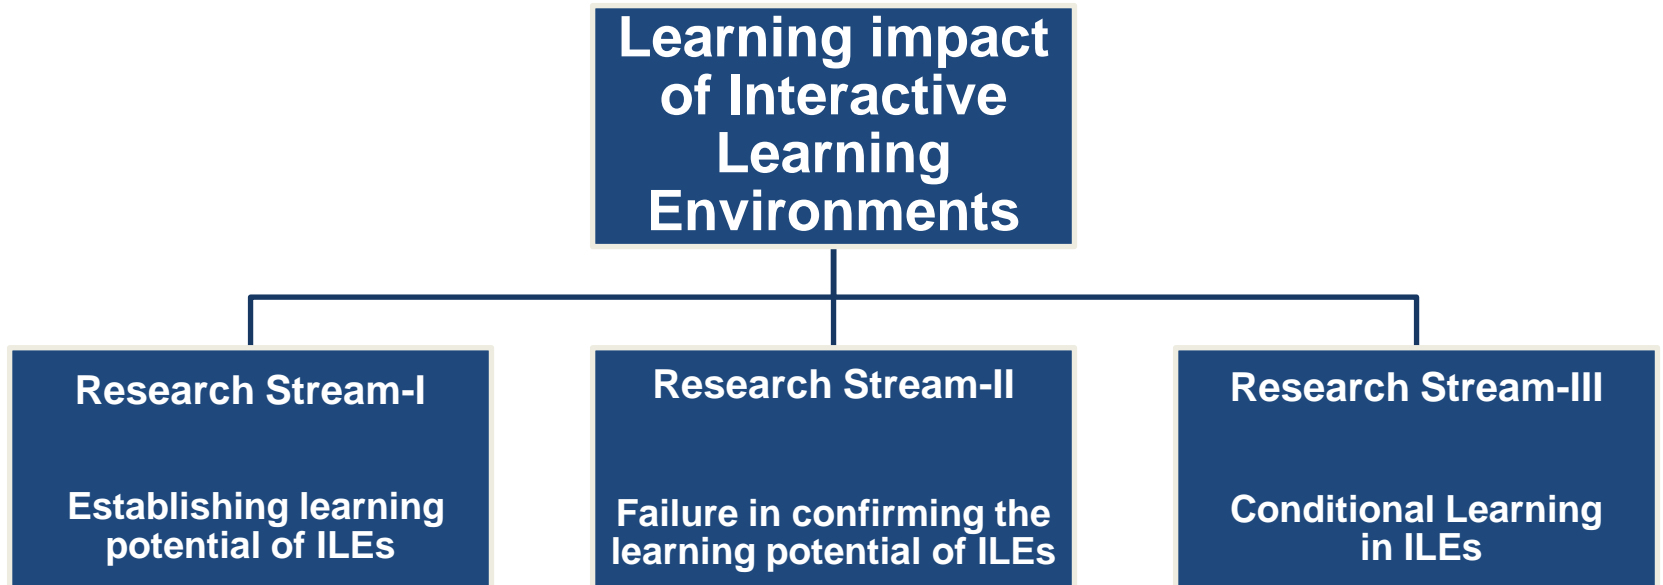 Learning impact
of Interactive
Learning
Environments
Research Stream-I
Establishing learning
potential of ILEs
Research Stream-II
Failure in confirming the
learning potential of ILEs
Research Stream-III
Conditional Learning
in ILEs